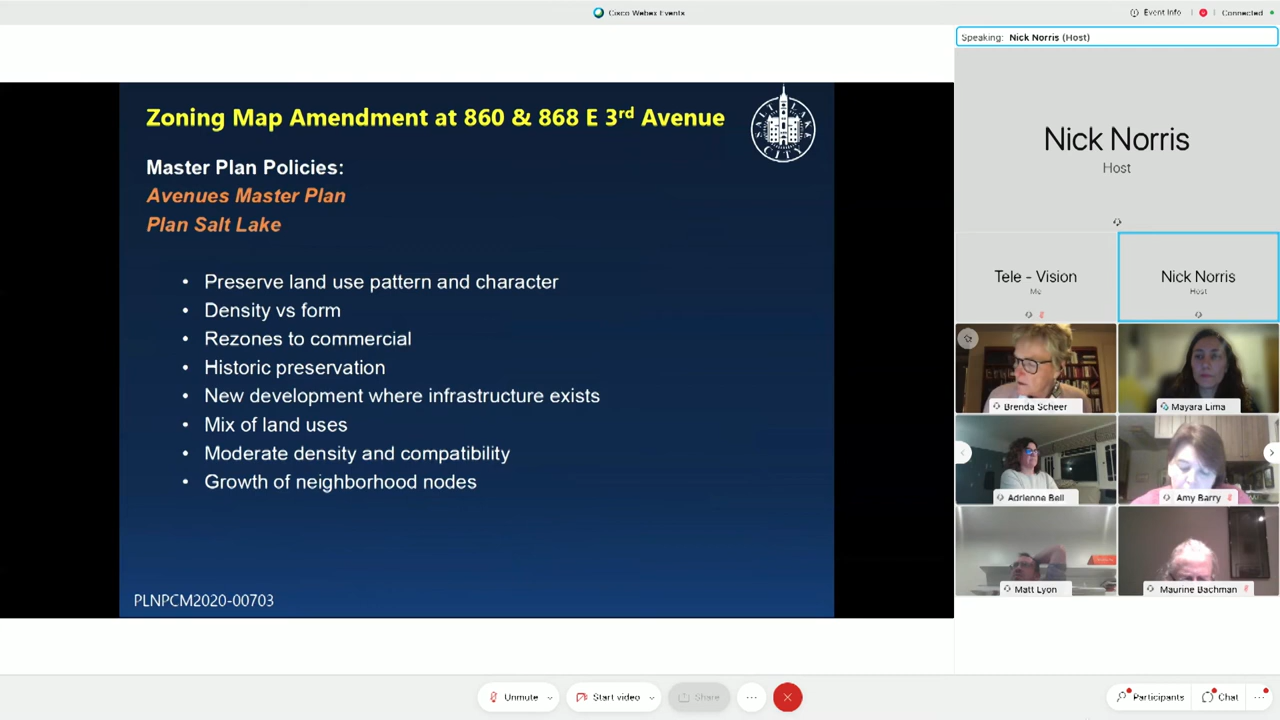 Cisco Webex Events
Event Info
Connected
Speaking: Nick Norris (Host)
Zoning Map Amendment at 860 & 868 E 3rd Avenue
SALT LAKE CITY
Master Plan Policies:
Avenues Master Plan
Plan Salt Lake
• Preserve land use pattern and character
• Density vs form
• Rezones to commercial
• Historic preservation
• New development where infrastructure exists
• Mix of land uses
• Moderate density and compatibility
• Growth of neighborhood nodes
PLNPCM2020-00703
Nick Norris
Host
Tele - Vision
Me
Nick Norris
Host
Brenda Scheer
Mayara Lima
Adrienne Bell
Amy Barry
Matt Lyon
Maurine Bachman
Unmute
Start video
Share
Participants
Chat